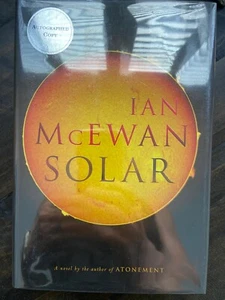 AUTOGRAPHED
COPY
IAN
McEWAN
SOLAR
A novel by the author of ATONEMENT